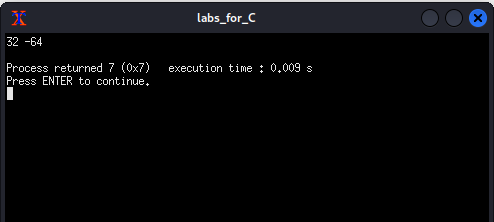 labs_for_C
32 -64
Process returned 7 (0x7)   execution time : 0.009 s
Press ENTER to continue.